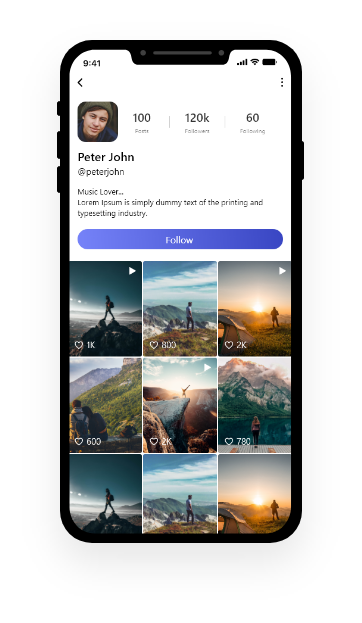 9:41
100 120k 60
Posts Followers Following
Peter John
@peterjohn
Music Lover...
Lorem Ipsum is simply dummy text of the printing and
typesetting industry.
Follow
1K 800 2K
600 2K 780